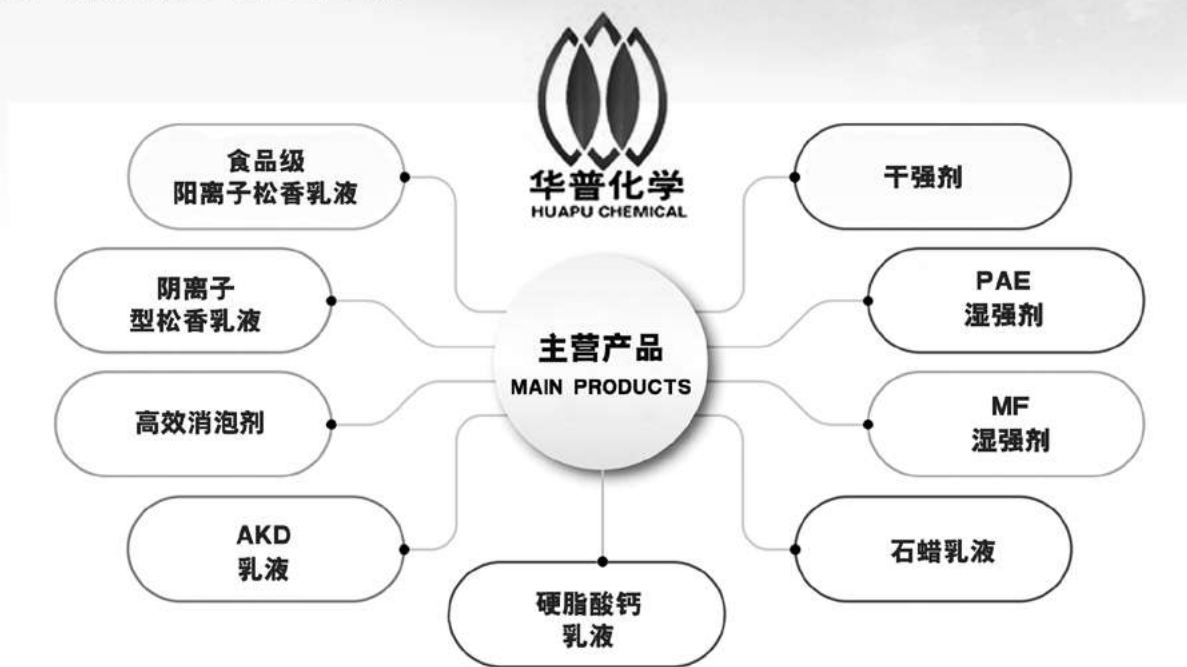 华普化学
HUAPU CHEMICAL
主营产品
MAIN PRODUCTS
食品级
阳离子松香乳液
阴离子
型松香乳液
高效消泡剂
AKD
乳液
硬脂酸钙
乳液
干强剂
PAE
湿强剂
MF
湿强剂
石蜡乳液